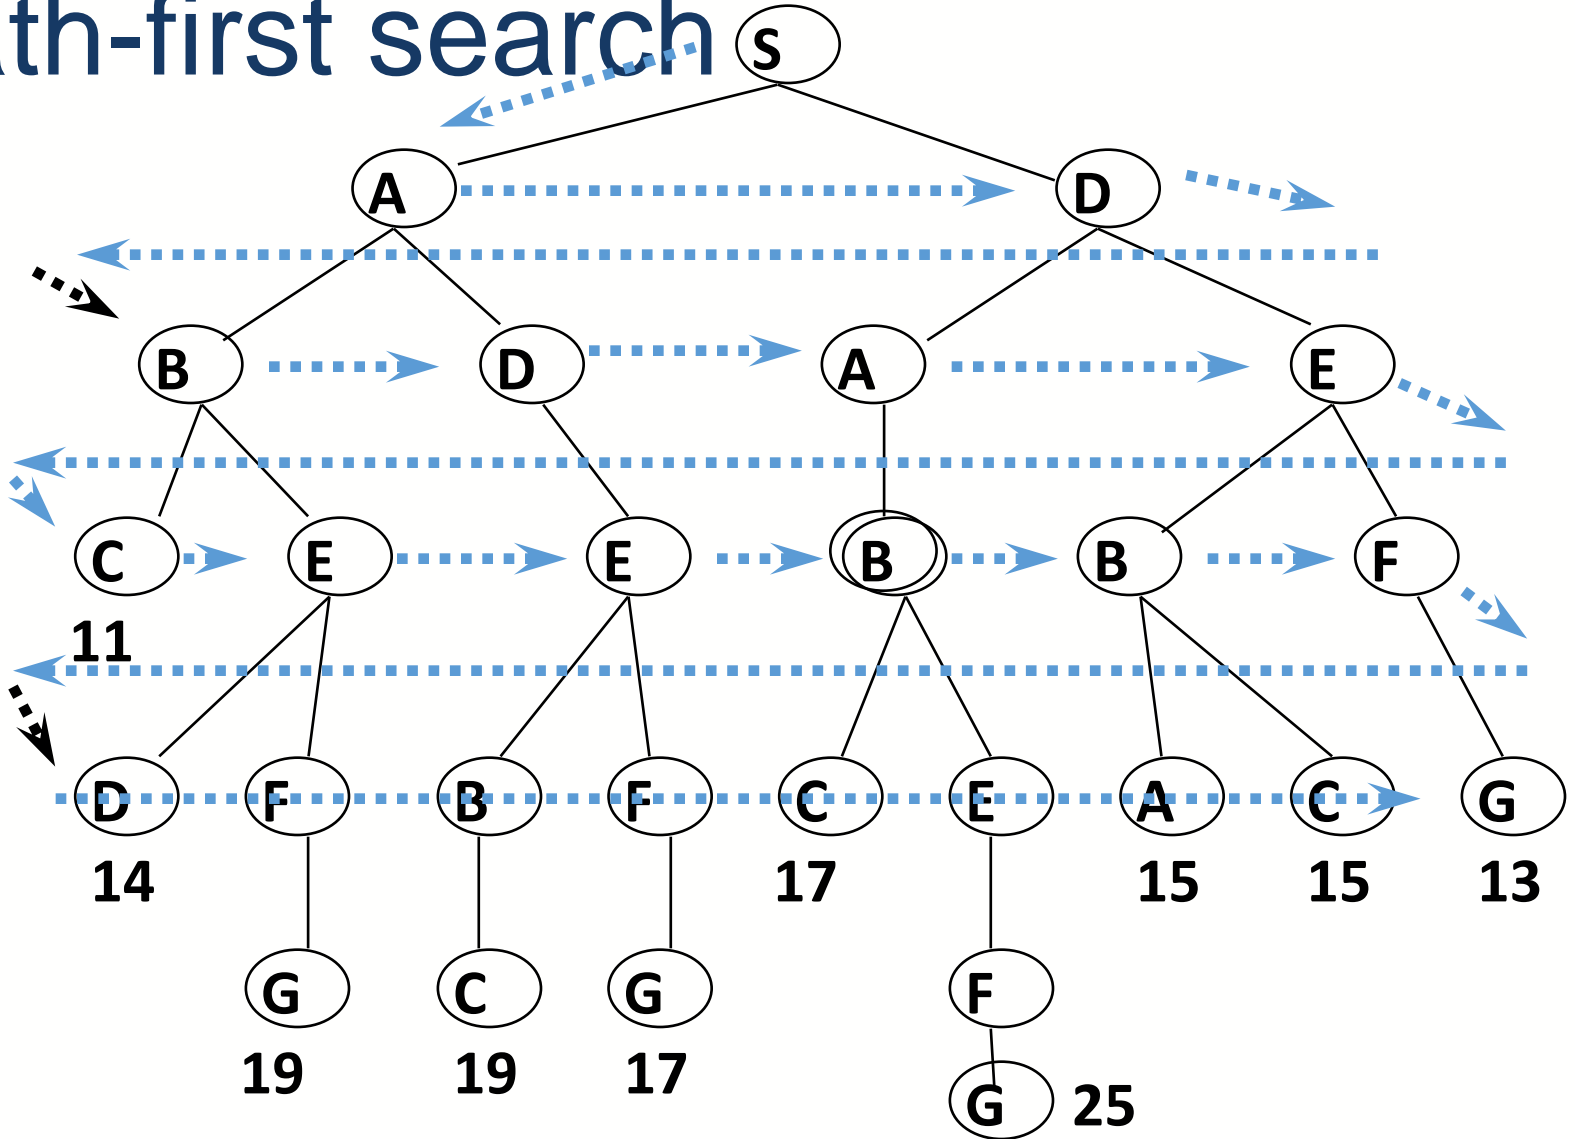 th-first search
S
A D
B D A E
C E E B B F
11
D F B F C E A C G
14 17 15 15 13
G C G F
19 19 17
G 25